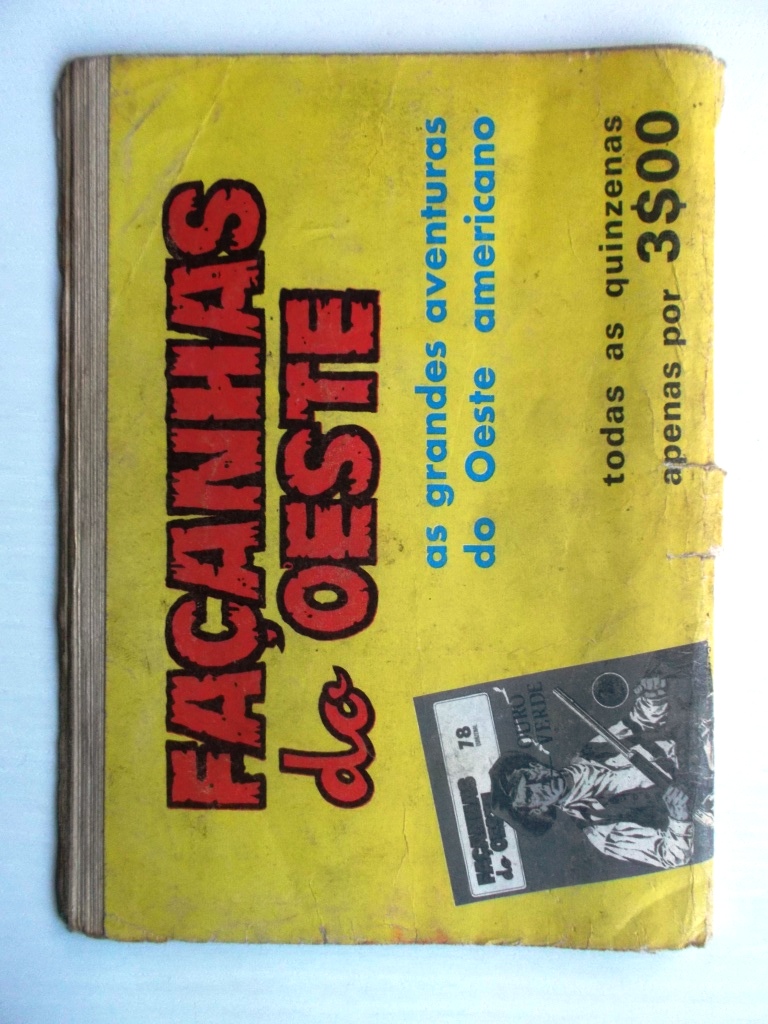 FAÇANHAS
do OESTE
as grandes aventuras
do Oeste americano
todas as quinzenas
apenas por 3$00
FAÇANHAS
do OESTE
78
OURO
VERDE